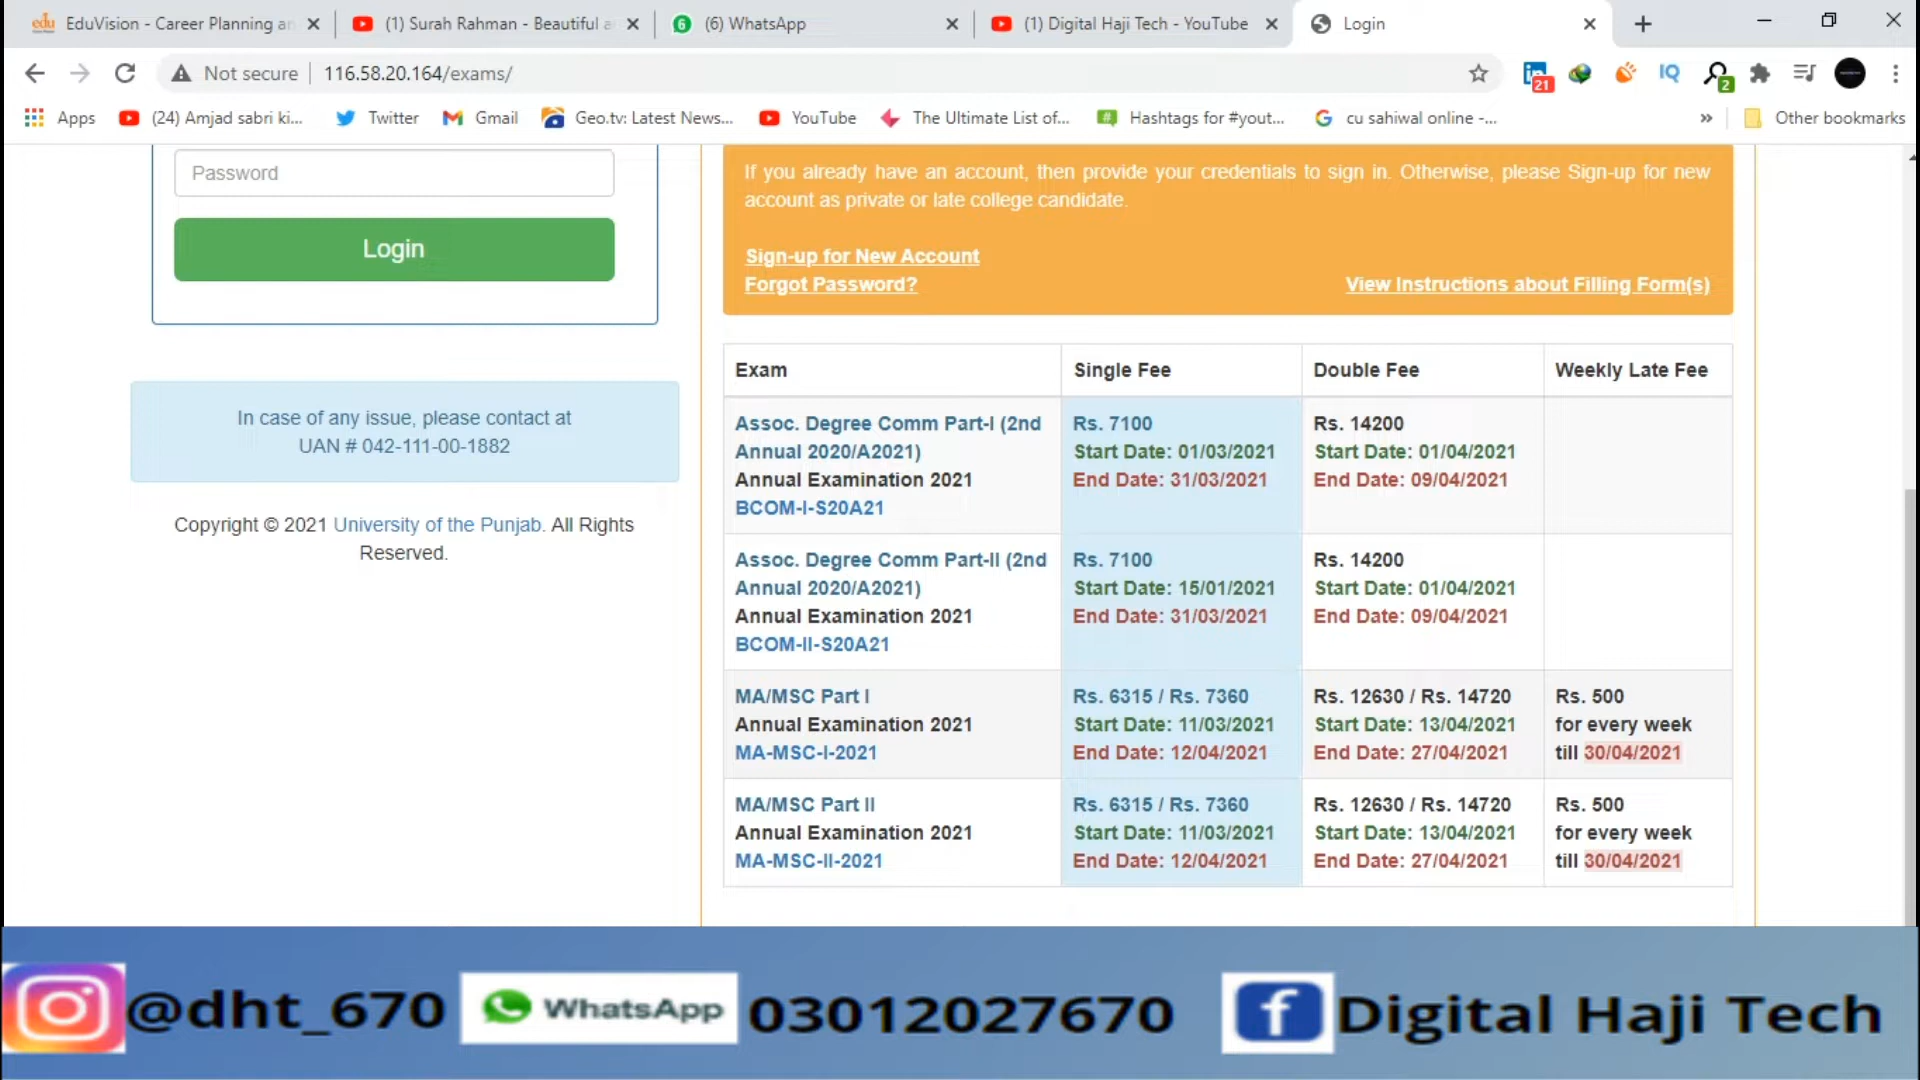 EduVision - Career Planning an
(1) Surah Rahman - Beautiful a
(6) WhatsApp
(1) Digital Haji Tech - YouTube
Login
Not secure 116.58.20.164/exams/
21
2
Apps (24) Amjad sabri ki... Twitter Gmail Geo.tv: Latest News... YouTube The Ultimate List of... Hashtags for #yout... cu sahiwal online -... » Other bookmarks
Password
Login
In case of any issue, please contact at
UAN # 042-111-00-1882
Copyright © 2021 University of the Punjab. All Rights
Reserved.
If you already have an account, then provide your credentials to sign in. Otherwise, please Sign-up for new
account as private or late college candidate.
Sign-up for New Account
Forgot Password? View Instructions about Filling Form(s)
Exam Single Fee Double Fee Weekly Late Fee
Assoc. Degree Comm Part-I (2nd Rs. 7100 Rs. 14200
Annual 2020/A2021) Start Date: 01/03/2021 Start Date: 01/04/2021
Annual Examination 2021 End Date: 31/03/2021 End Date: 09/04/2021
BCOM-I-S20A21
Assoc. Degree Comm Part-II (2nd Rs. 7100 Rs. 14200
Annual 2020/A2021) Start Date: 15/01/2021 Start Date: 01/04/2021
Annual Examination 2021 End Date: 31/03/2021 End Date: 09/04/2021
BCOM-II-S20A21
MA/MSC Part I Rs. 6315 / Rs. 7360 Rs. 12630 / Rs. 14720 Rs. 500
Annual Examination 2021 Start Date: 11/03/2021 Start Date: 13/04/2021 for every week
MA-MSC-I-2021 End Date: 12/04/2021 End Date: 27/04/2021 till 30/04/2021
MA/MSC Part II Rs. 6315 / Rs. 7360 Rs. 12630 / Rs. 14720 Rs. 500
Annual Examination 2021 Start Date: 11/03/2021 Start Date: 13/04/2021 for every week
MA-MSC-II-2021 End Date: 12/04/2021 End Date: 27/04/2021 till 30/04/2021
@dht_670 WhatsApp 03012027670 Digital Haji Tech